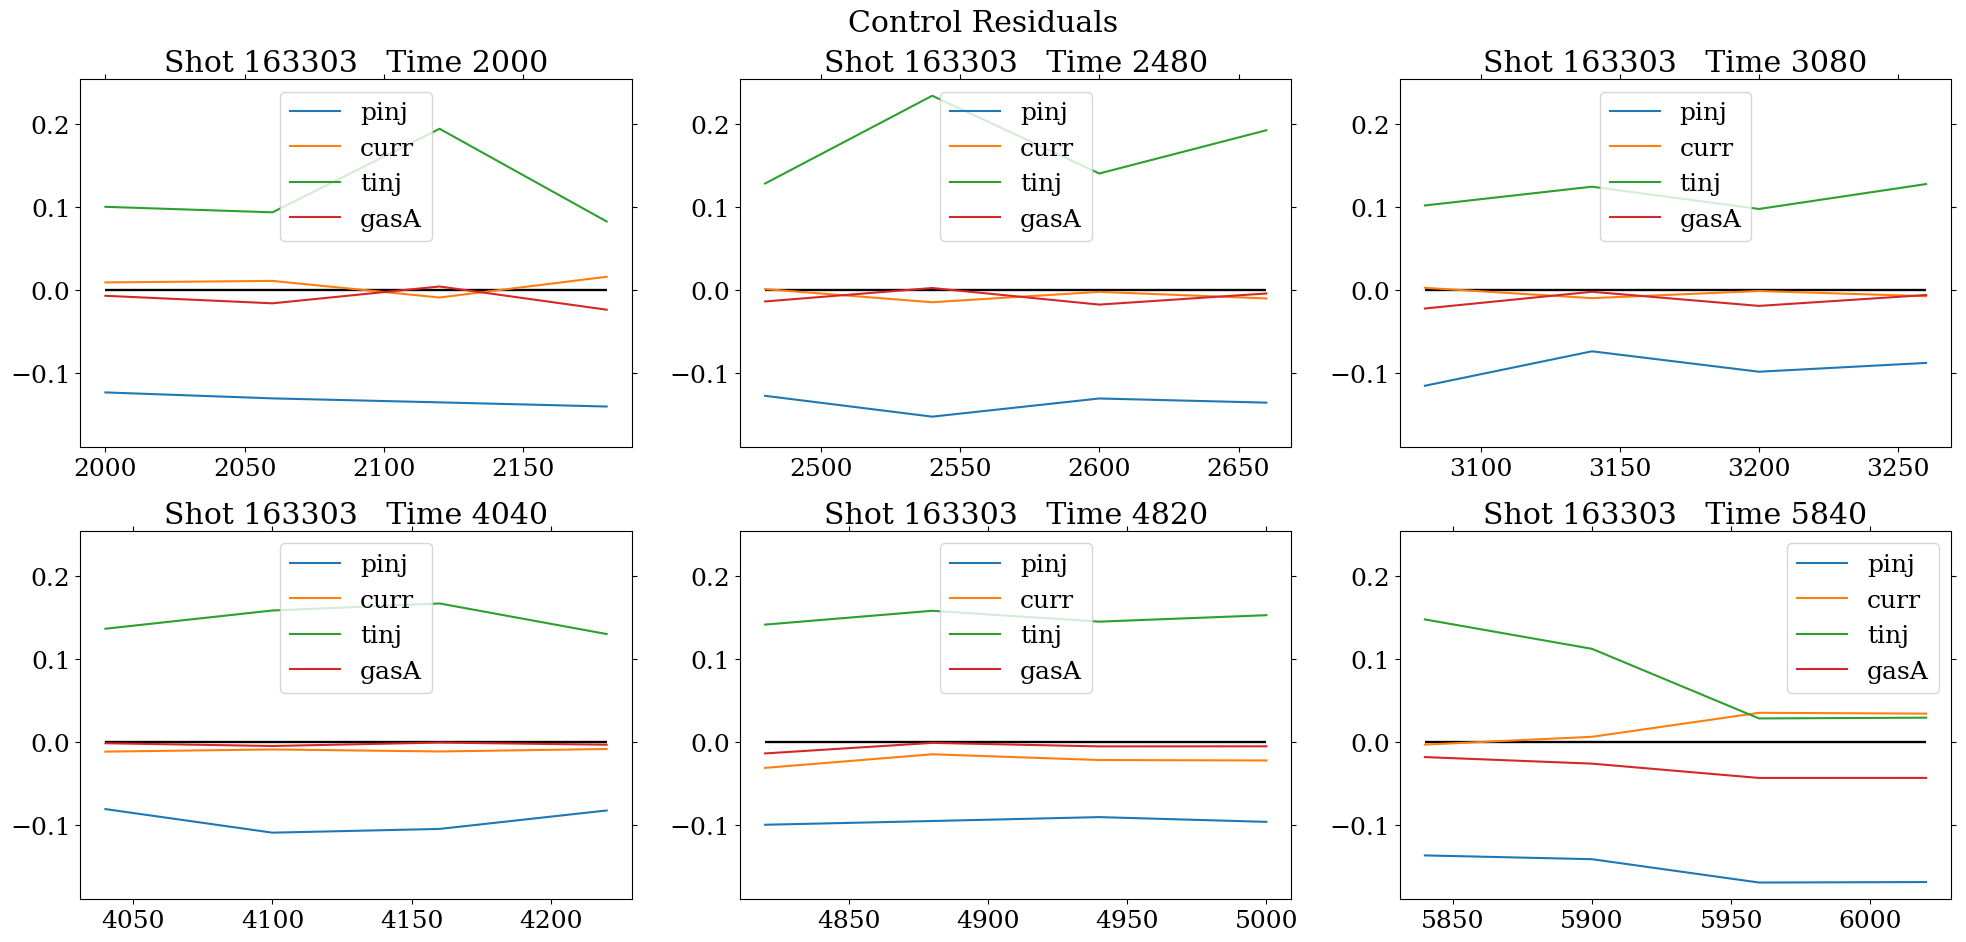 Control Residuals
Shot 163303   Time 2000
pinj
curr
tinj
gasA
0.2
0.1
0.0
−0.1
2000 2050 2100 2150
Shot 163303   Time 2480
pinj
curr
tinj
gasA
0.2
0.1
0.0
−0.1
2500 2550 2600 2650
Shot 163303   Time 3080
pinj
curr
tinj
gasA
0.2
0.1
0.0
−0.1
3100 3150 3200 3250
Shot 163303   Time 4040
pinj
curr
tinj
gasA
0.2
0.1
0.0
−0.1
4050 4100 4150 4200
Shot 163303   Time 4820
pinj
curr
tinj
gasA
0.2
0.1
0.0
−0.1
4850 4900 4950 5000
Shot 163303   Time 5840
pinj
curr
tinj
gasA
0.2
0.1
0.0
−0.1
5850 5900 5950 6000